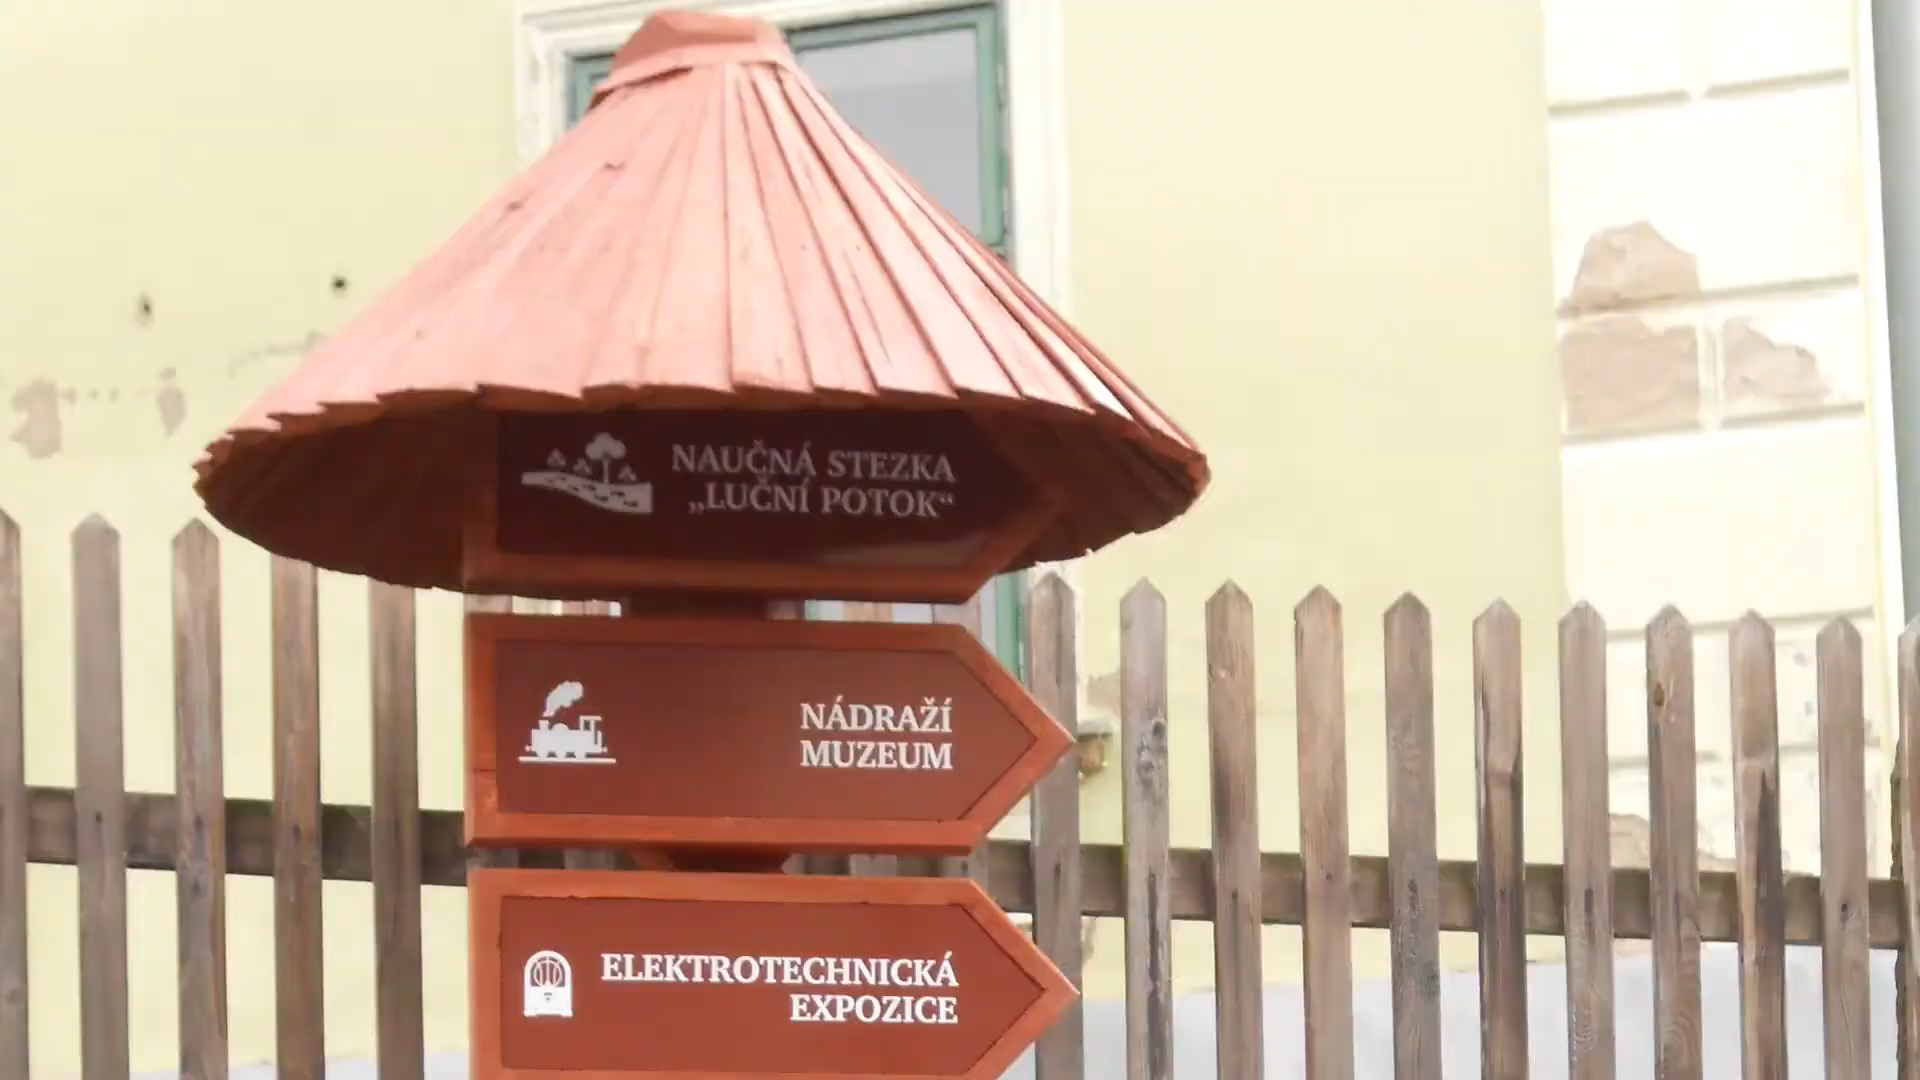 NAUČNÁ STEZKA
„LUČNÍ POTOK“
NÁDRAŽÍ
MUZEUM
ELEKTROTECHNICKÁ
EXPOZICE